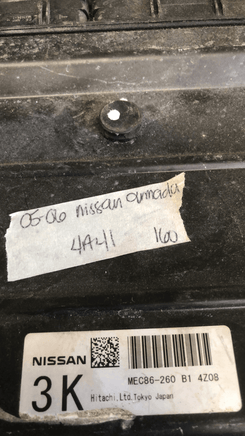 05-06 Nissan Armada
4A41 160
NISSAN
3K
MEC86-260 B1 4Z08
Hitachi,Ltd.Tokyo Japan